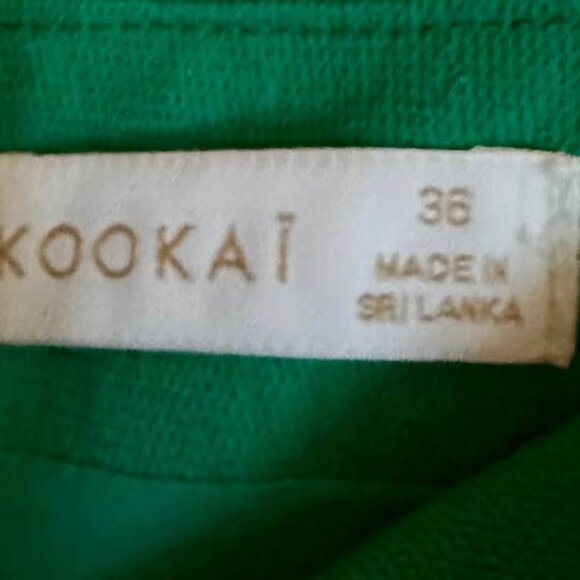 KOOKAÏ
36
MADE IN
SRI LANKA